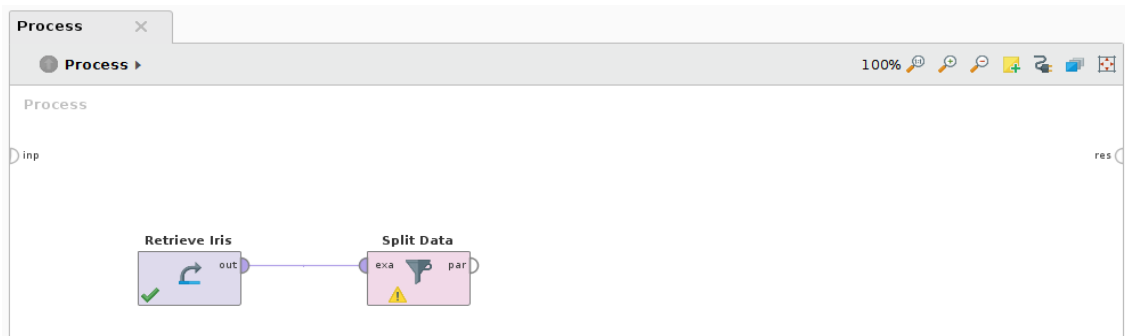 Process
Process
100%
Process
inp
res
Retrieve Iris
Split Data
out
exa
par